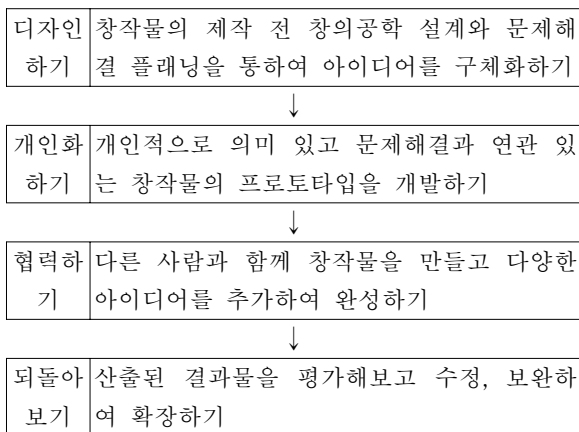 디자인 창작물의 제작 전 창의공학 설계와 문제해
하기 결 플래닝을 통하여 아이디어를 구체화하기
↓
개인화 개인적으로 의미 있고 문제해결과 연관 있
하기 는 창작물의 프로토타입을 개발하기
↓
협력하 다른 사람과 함께 창작물을 만들고 다양한
기 아이디어를 추가하여 완성하기
↓
되돌아 산출된 결과물을 평가해보고 수정, 보완하
보기 여 확장하기